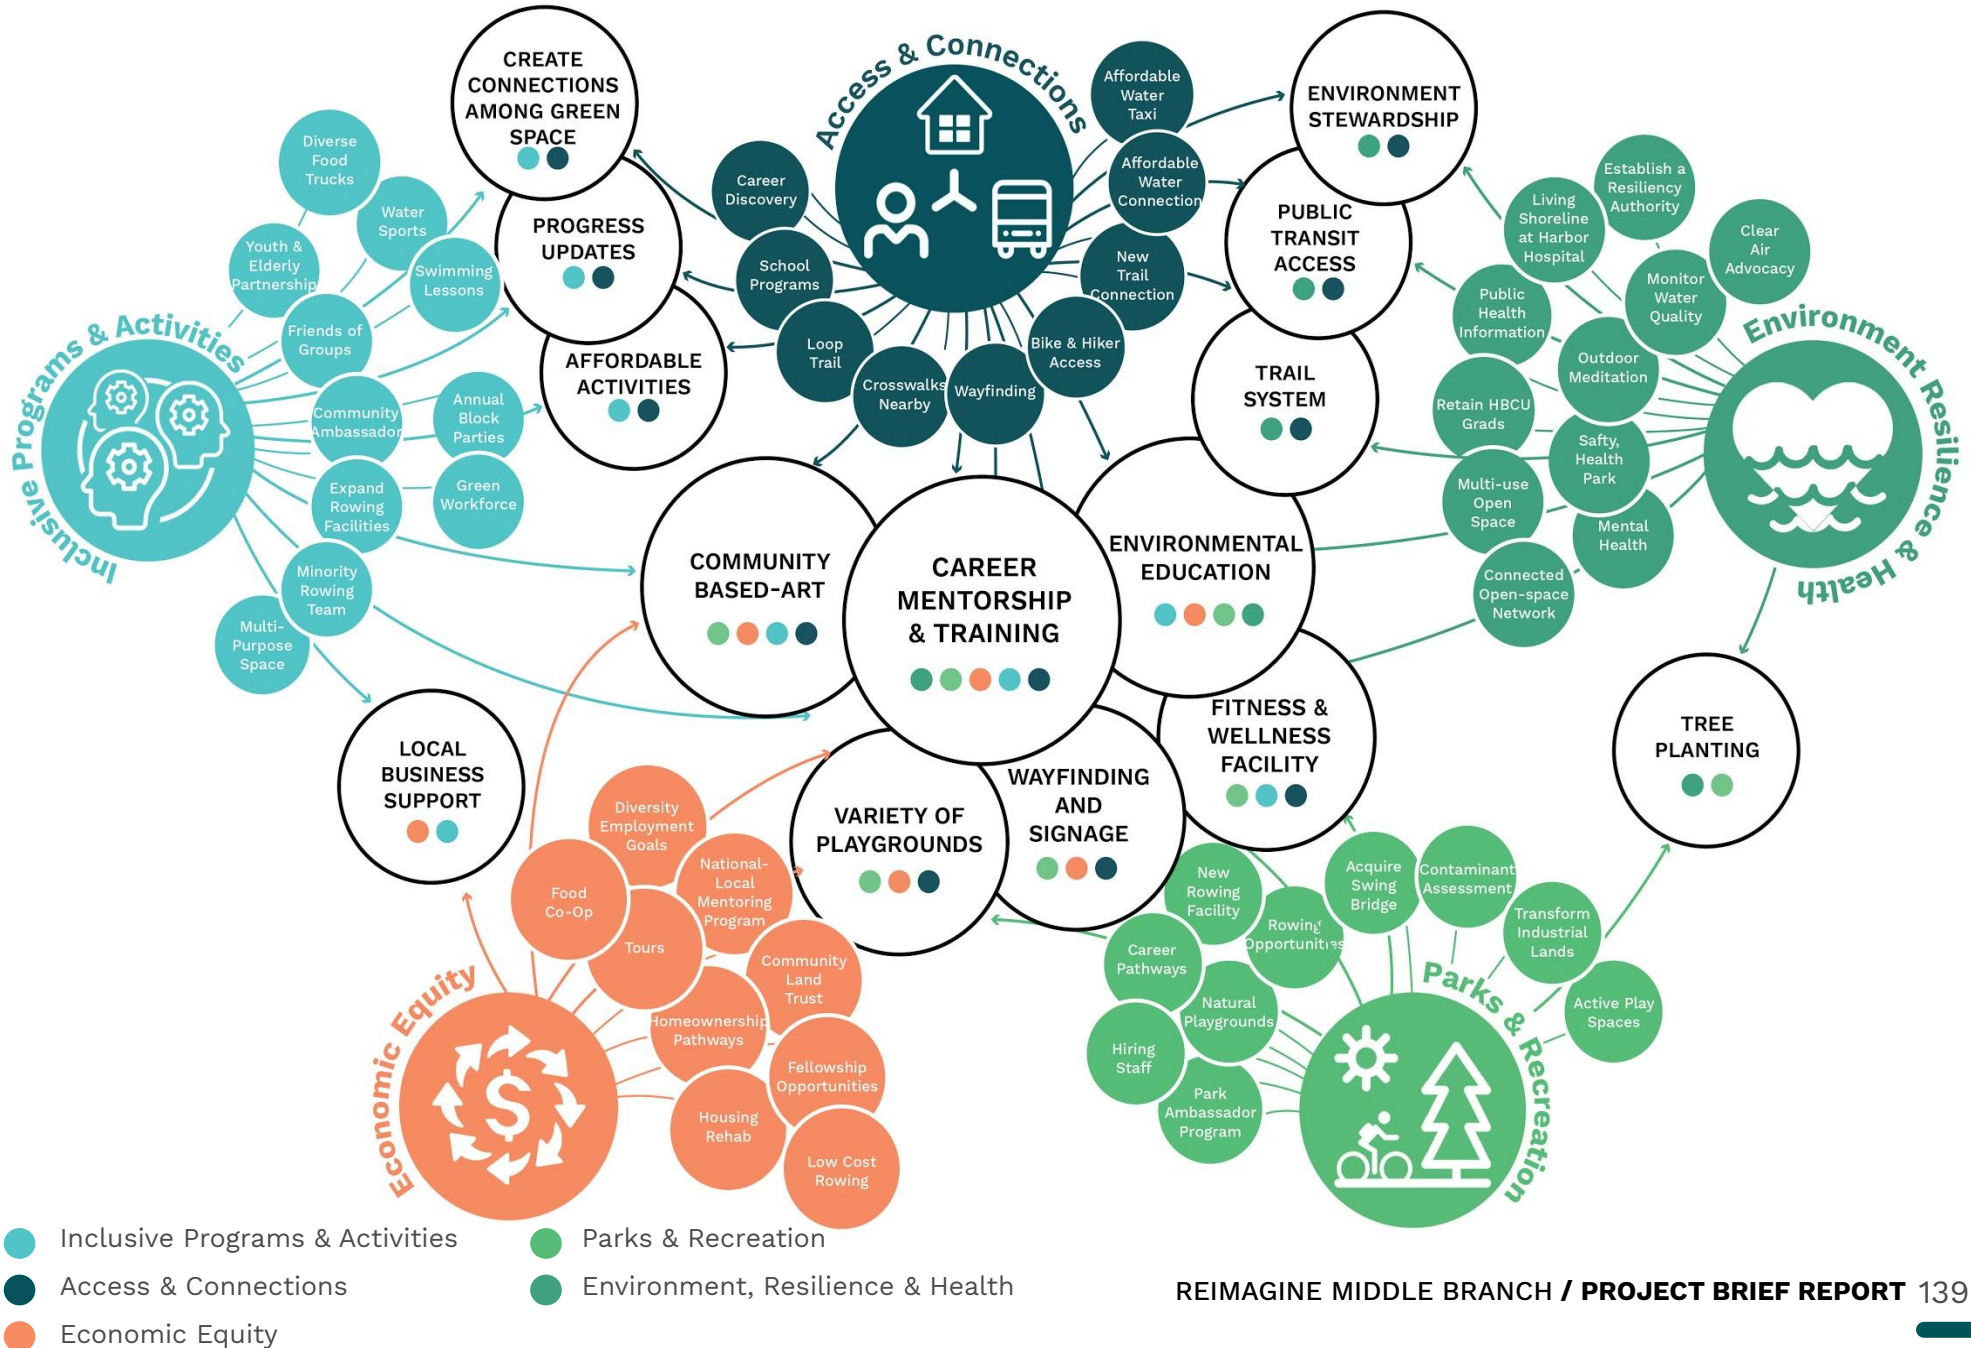 CREATE
CONNECTIONS
AMONG GREEN
SPACE
PROGRESS
UPDATES
AFFORDABLE
ACTIVITIES
Access & Connections
Career
Discovery
School
Programs
Loop
Trail
Crosswalks
Nearby
Wayfinding
Bike & Hiker
Access
New
Trail
Connection
Affordable
Water
Connection
Affordable
Water
Taxi
ENVIRONMENT
STEWARDSHIP
PUBLIC
TRANSIT
ACCESS
TRAIL
SYSTEM
Inclusive Programs & Activities
Diverse
Food
Trucks
Water
Sports
Youth &
Elderly
Partnership
Swimming
Lessons
Friends of
Groups
Community
Ambassador
Annual
Block
Parties
Expand
Rowing
Facilities
Green
Workforce
Minority
Rowing
Team
Multi-
Purpose
Space
Environment Resilience & Health
Establish a
Resiliency
Authority
Living
Shoreline
at Harbor
Hospital
Clear
Air
Advocacy
Monitor
Water
Quality
Public
Health
Information
Outdoor
Meditation
Retain HBCU
Grads
Safty,
Health
Park
Multi-use
Open
Space
Mental
Health
Connected
Open-space
Network
COMMUNITY
BASED-ART
CAREER
MENTORSHIP
& TRAINING
ENVIRONMENTAL
EDUCATION
FITNESS &
WELLNESS
FACILITY
WAYFINDING
AND
SIGNAGE
VARIETY OF
PLAYGROUNDS
LOCAL
BUSINESS
SUPPORT
TREE
PLANTING
Economic Equity
Diversity
Employment
Goals
Food
Co-Op
National-
Local
Mentoring
Program
Tours
Community
Land
Trust
Homeownership
Pathways
Fellowship
Opportunities
Housing
Rehab
Low Cost
Rowing
Parks & Recreation
New
Rowing
Facility
Rowing
Opportunities
Acquire
Swing
Bridge
Contaminant
Assessment
Transform
Industrial
Lands
Active Play
Spaces
Career
Pathways
Natural
Playgrounds
Hiring
Staff
Park
Ambassador
Program
Inclusive Programs & Activities
Access & Connections
Economic Equity
Parks & Recreation
Environment, Resilience & Health
REIMAGINE MIDDLE BRANCH / PROJECT BRIEF REPORT 139